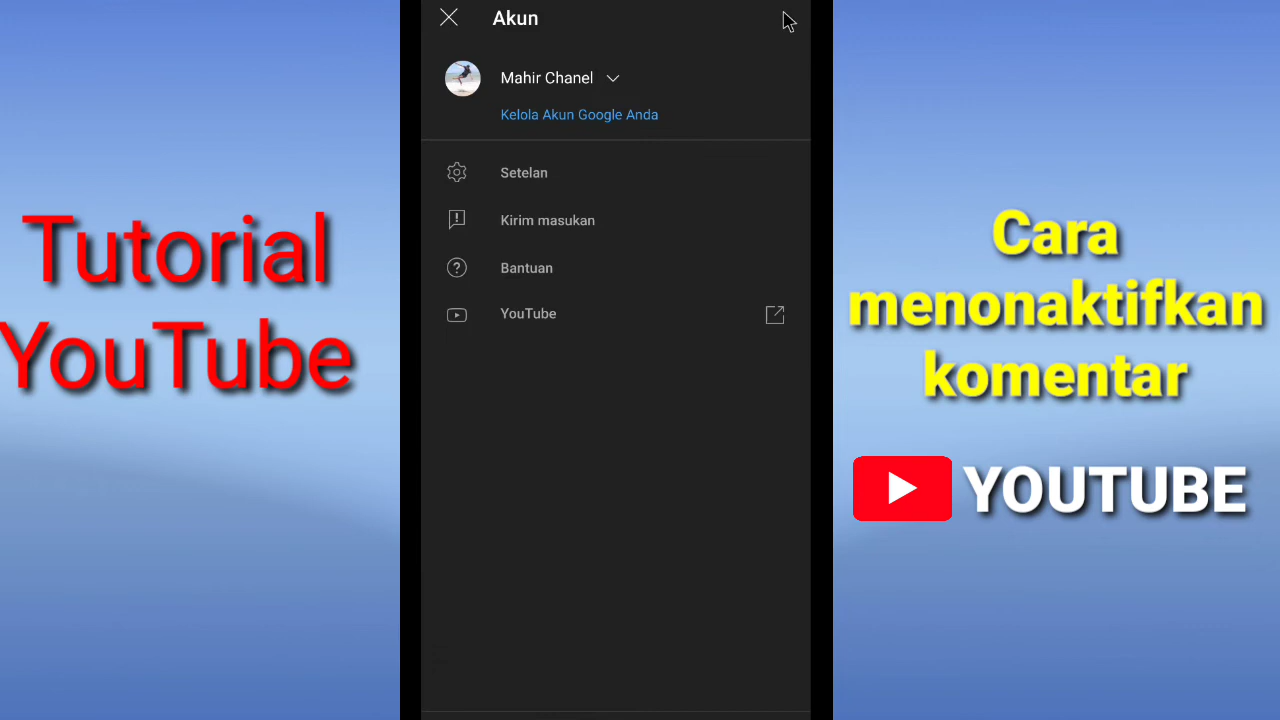 Tutorial
YouTube
Akun
Mahir Chanel
Kelola Akun Google Anda
Setelan
Kirim masukan
Bantuan
YouTube
Cara
menonaktifkan
komentar
YOUTUBE